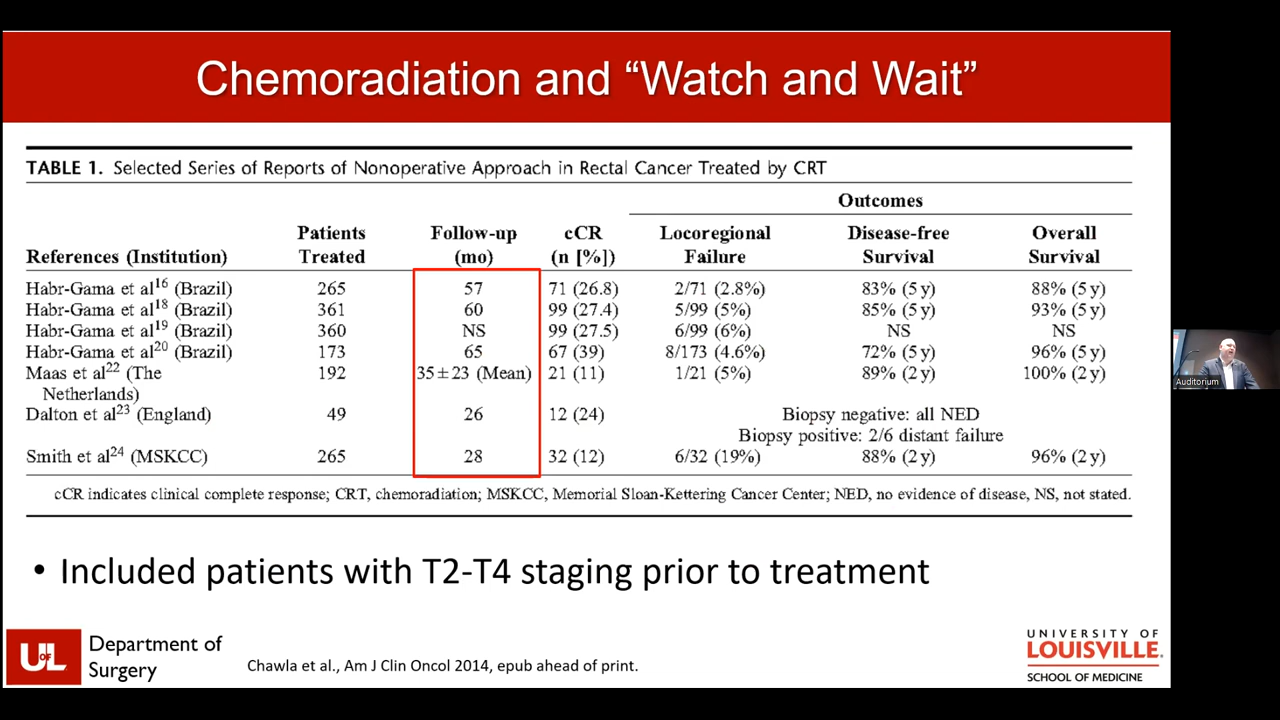 Chemoradiation and “Watch and Wait”
TABLE 1. Selected Series of Reports of Nonoperative Approach in Rectal Cancer Treated by CRT
Outcomes
Patients Follow-up cCR Locoregional Disease-free Overall
References (Institution) Treated (mo) (n [%]) Failure Survival Survival
Habr-Gama et al16 (Brazil) 265 57 71 (26.8) 2/71 (2.8%) 83% (5 y) 88% (5 y)
Habr-Gama et al18 (Brazil) 361 60 99 (27.4) 5/99 (5%) 85% (5 y) 93% (5 y)
Habr-Gama et al19 (Brazil) 360 NS 99 (27.5) 6/99 (6%) NS NS
Habr-Gama et al20 (Brazil) 173 65 67 (39) 8/173 (4.6%) 72% (5 y) 96% (5 y)
Maas et al22 (The 192 35±23 (Mean) 21 (11) 1/21 (5%) 89% (2 y) 100% (2 y)
Netherlands)
Dalton et al23 (England) 49 26 12 (24) Biopsy negative: all NED
Biopsy positive: 2/6 distant failure
Smith et al24 (MSKCC) 265 28 32 (12) 6/32 (19%) 88% (2 y) 96% (2 y)
cCR indicates clinical complete response; CRT, chemoradiation; MSKCC, Memorial Sloan-Kettering Cancer Center; NED, no evidence of disease, NS, not stated.
• Included patients with T2-T4 staging prior to treatment
UofL Department of
Surgery
Chawla et al., Am J Clin Oncol 2014, epub ahead of print.
UNIVERSITY OF
LOUISVILLE.
SCHOOL OF MEDICINE
Auditorium